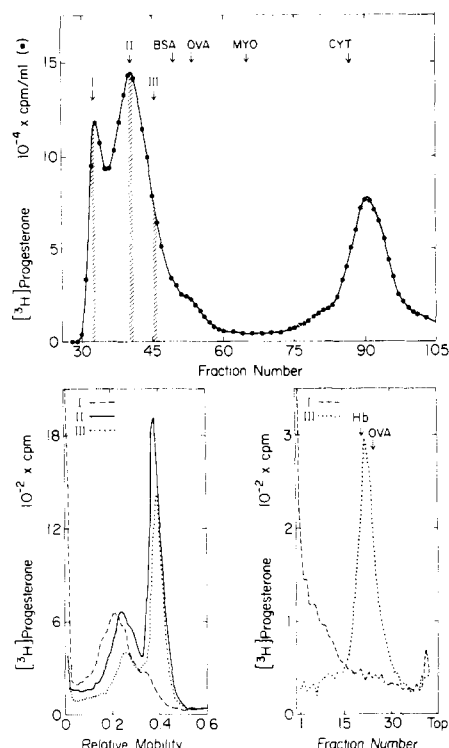 10⁻⁴ x cpm/ml (•)
[³H]Progesterone
15
10
5
0
I
II
III
BSA
OVA
MYO
CYT
30
45
60
75
90
105
Fraction Number
10⁻² x cpm
[³H]Progesterone
I
II
III
18
12
6
0
0
0.2
0.4
0.6
Relative Mobility
10⁻² x cpm
[³H]Progesterone
I
III
Hb
OVA
3
2
1
0
1
15
30
Top
Fraction Number